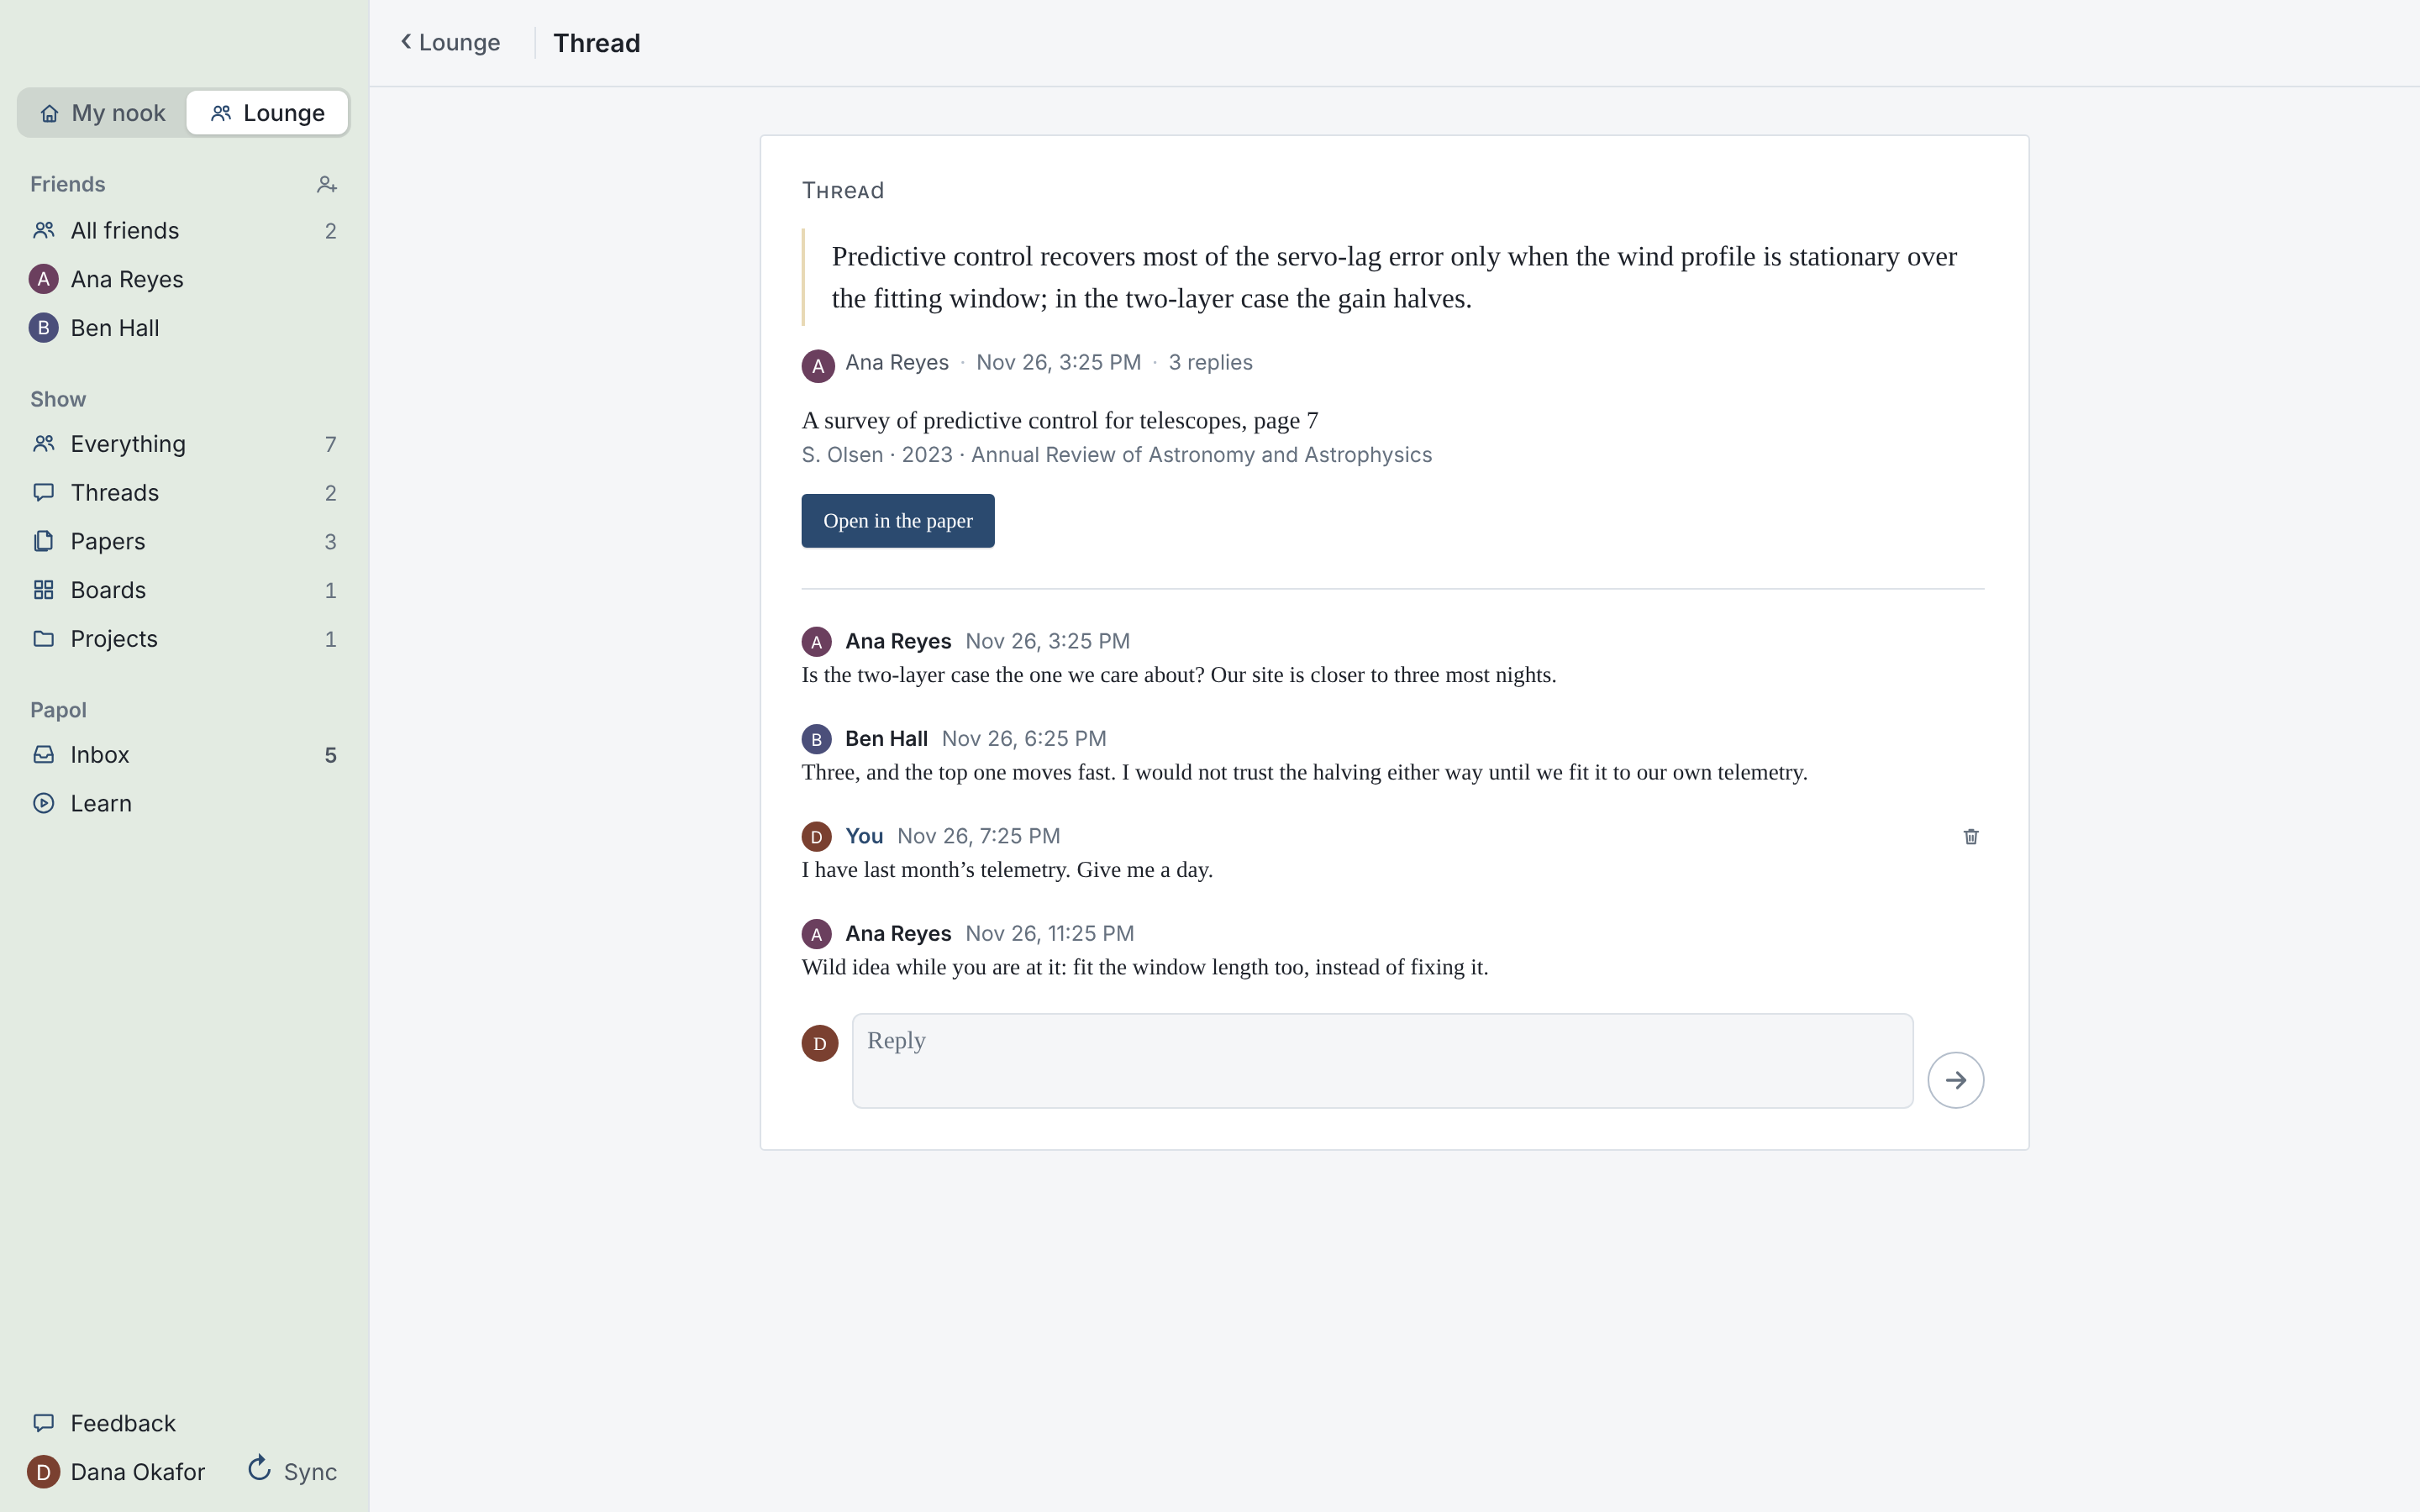 Lounge
Thread
My nook
Lounge
Friends
All friends 2
A Ana Reyes
B Ben Hall
Show
Everything 7
Threads 2
Papers 3
Boards 1
Projects 1
Papol
Inbox 5
Learn
Feedback
D Dana Okafor Sync
Thread
Predictive control recovers most of the servo-lag error only when the wind profile is stationary over
the fitting window; in the two-layer case the gain halves.
A Ana Reyes · Nov 26, 3:25 PM · 3 replies
A survey of predictive control for telescopes, page 7
S. Olsen · 2023 · Annual Review of Astronomy and Astrophysics
Open in the paper
A Ana Reyes Nov 26, 3:25 PM
Is the two-layer case the one we care about? Our site is closer to three most nights.
B Ben Hall Nov 26, 6:25 PM
Three, and the top one moves fast. I would not trust the halving either way until we fit it to our own telemetry.
D You Nov 26, 7:25 PM
I have last month’s telemetry. Give me a day.
A Ana Reyes Nov 26, 11:25 PM
Wild idea while you are at it: fit the window length too, instead of fixing it.
D Reply